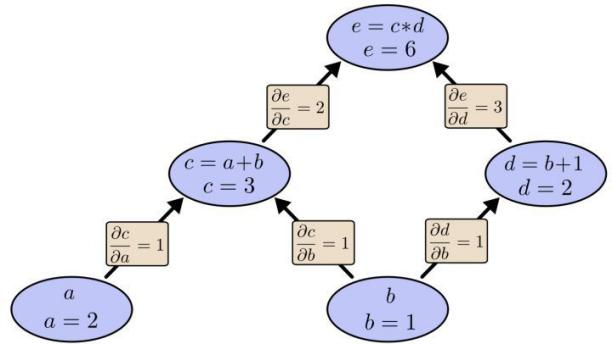 e = c*d
e = 6
∂e/∂c = 2
∂e/∂d = 3
c = a+b
c = 3
d = b+1
d = 2
∂c/∂a = 1
∂c/∂b = 1
∂d/∂b = 1
a
a = 2
b
b = 1